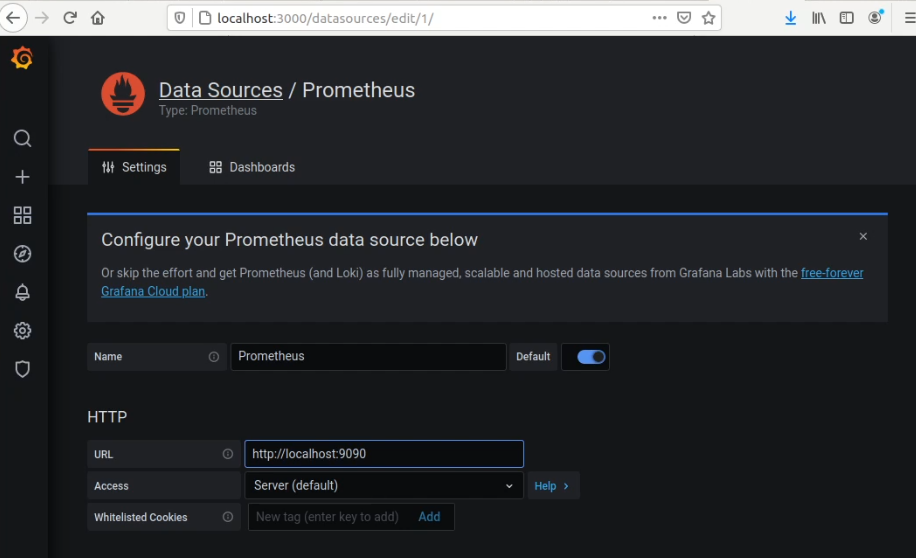 localhost:3000/datasources/edit/1/
Data Sources / Prometheus
Type: Prometheus
Settings
Dashboards
Configure your Prometheus data source below
Or skip the effort and get Prometheus (and Loki) as fully managed, scalable and hosted data sources from Grafana Labs with the free-forever
Grafana Cloud plan.
Name
Prometheus
Default
HTTP
URL
http://localhost:9090
Access
Server (default)
Help
Whitelisted Cookies
New tag (enter key to add)
Add